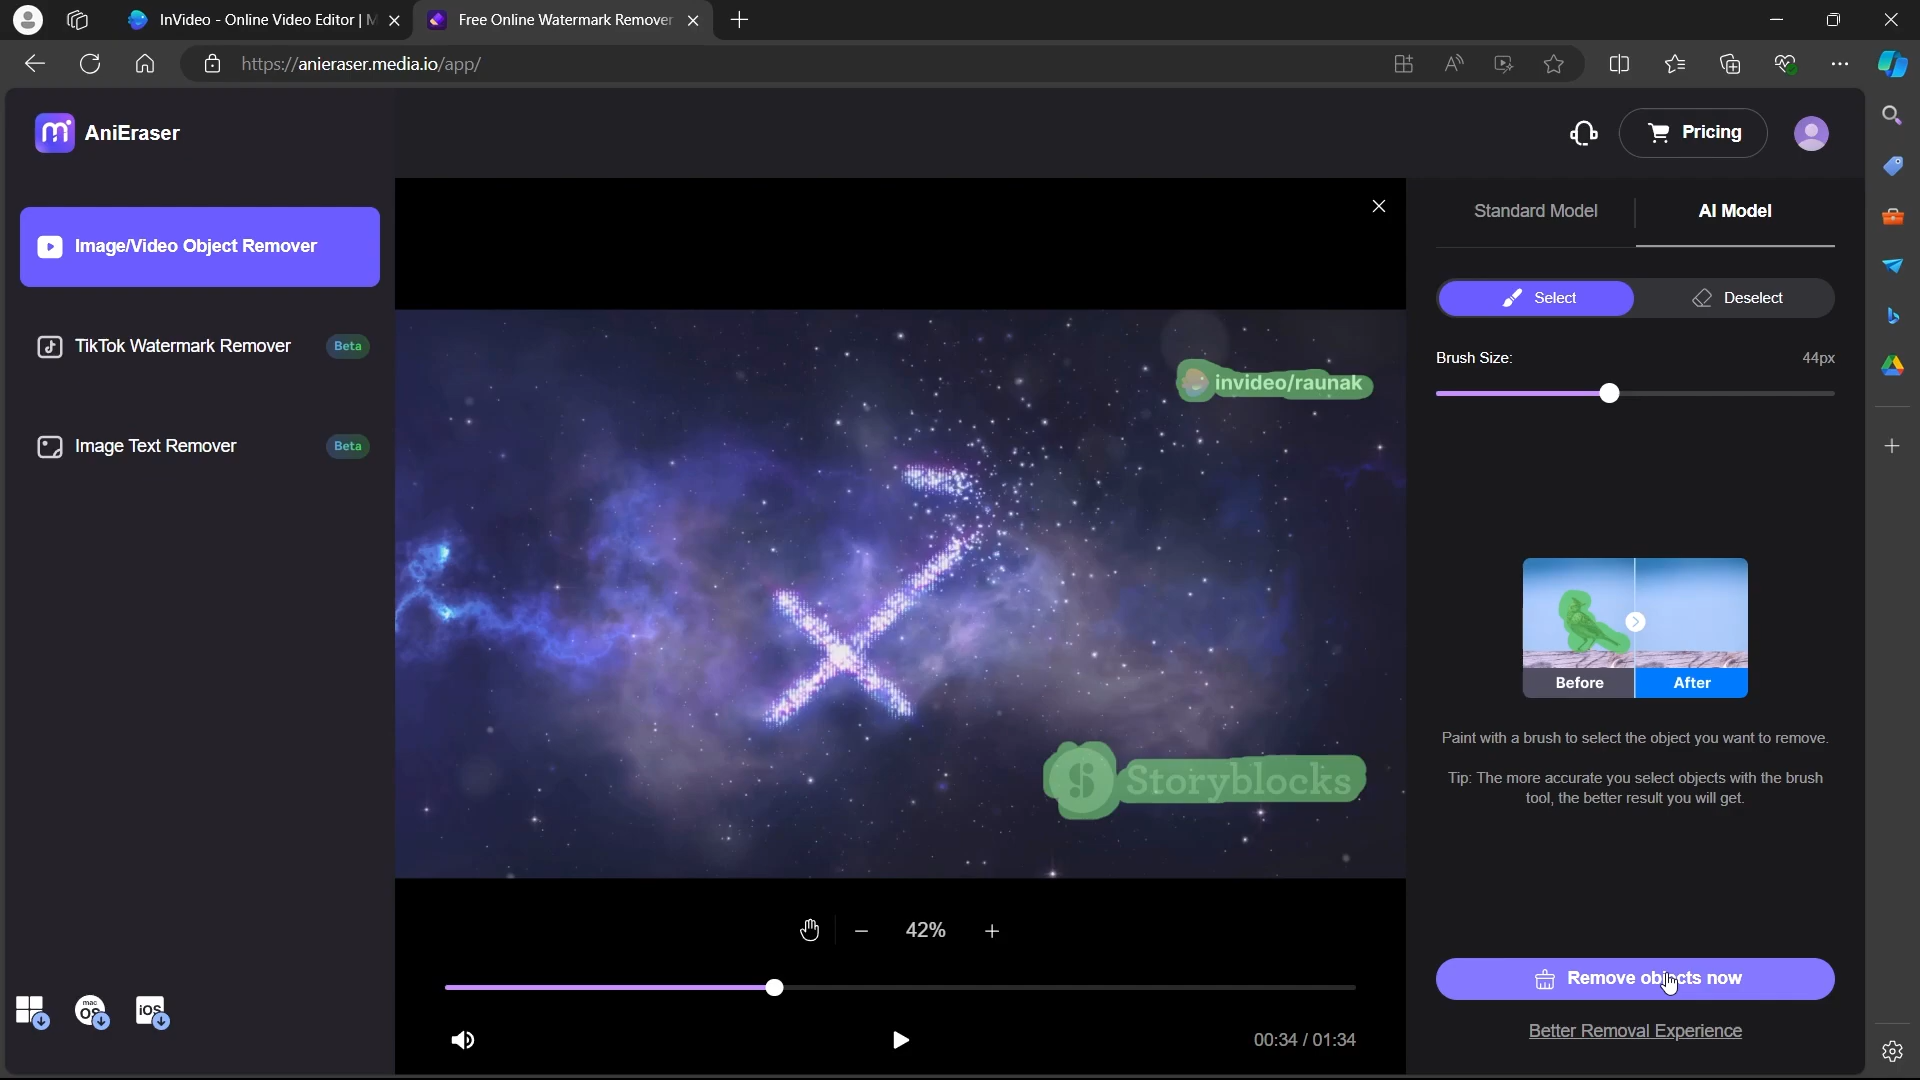 InVideo - Online Video Editor | M
Free Online Watermark Remover
https://anieraser.media.io/app/
AniEraser
Pricing
Image/Video Object Remover
TikTok Watermark Remover Beta
Image Text Remover Beta
Standard Model AI Model
Select Deselect
Brush Size: 44px
invideo/raunak
Storyblocks
Before After
Paint with a brush to select the object you want to remove.
Tip: The more accurate you select objects with the brush
tool, the better result you will get.
42%
Remove objects now
Better Removal Experience
00:34 / 01:34
mac
OS
iOS